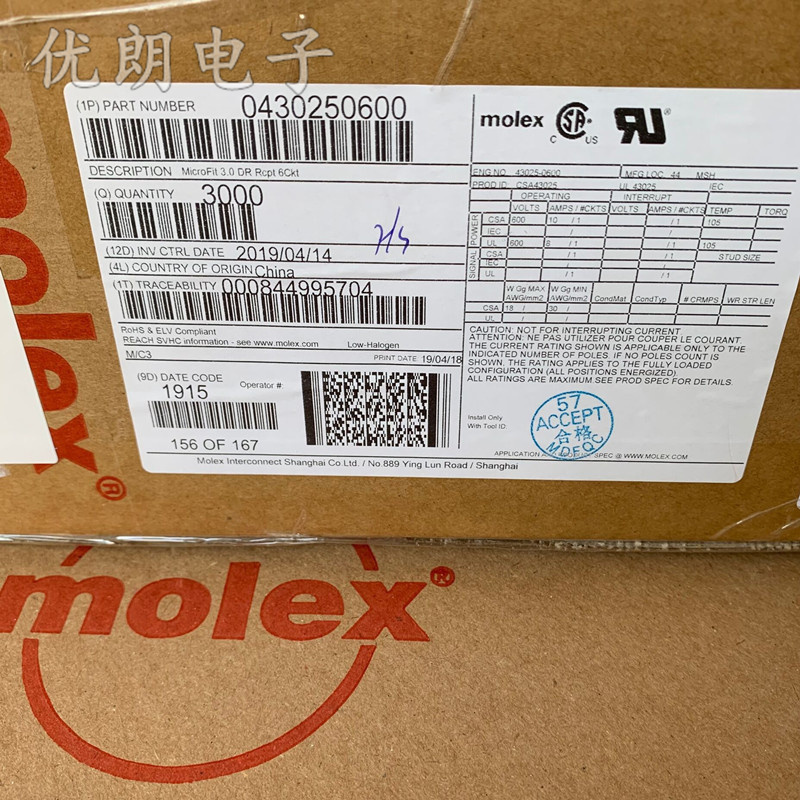 优朗电子
(1P) PART NUMBER 0430250600
DESCRIPTION MicroFit 3.0 DR Rcpt 6Ckt
(Q) QUANTITY 3000
(12D) INV CTRL DATE 2019/04/14
(4L) COUNTRY OF ORIGIN China
(1T) TRACEABILITY 000844995704
RoHS & ELV Compliant
REACH SVHC information - see www.molex.com Low-Halogen
M/C3 PRINT DATE 19/04/18
(9D) DATE CODE Operator #:
1915
156 OF 167
molex CSA® C US RU®
ENG NO. 43025-0600 MFG LOC. 44 MSH
PROD ID. CSA43025 UL 43025 IEC
OPERATING INTERRUPT
VOLTS AMPS / #CKTS VOLTS AMPS / #CKTS TEMP TORQ
POWER
CSA 600 10 / 1 / 1 105
IEC / /
UL 600 8 / 1 / 1 105
SIGNAL
CSA / / 1 STUD SIZE
IEC / /
UL / / 1
W Gg MAX W Gg MIN
AWG/mm2 AWG/mm2 CondMat CondTyp # CRMPS WR STR LEN
CSA 18 / 30 /
UL / /
CAUTION: NOT FOR INTERRUPTING CURRENT.
ATTENTION: NE PAS UTILIZER POUR COUPER LE COURANT.
THE CURRENT RATING SHOWN IS APPLICABLE ONLY TO THE
INDICATED NUMBER OF POLES. IF NO POLES COUNT IS
SHOWN, THE RATING APPLIES TO THE FULLY LOADED
CONFIGURATION (ALL POSITIONS ENERGIZED).
ALL RATINGS ARE MAXIMUM SEE PROD SPEC FOR DETAILS.
Install Only
With Tool ID:
57
ACCEPT
合格
APPLICATION SPEC @ WWW.MOLEX.COM
Molex Interconnect Shanghai Co Ltd. / No.889 Ying Lun Road / Shanghai
molex®
molex®